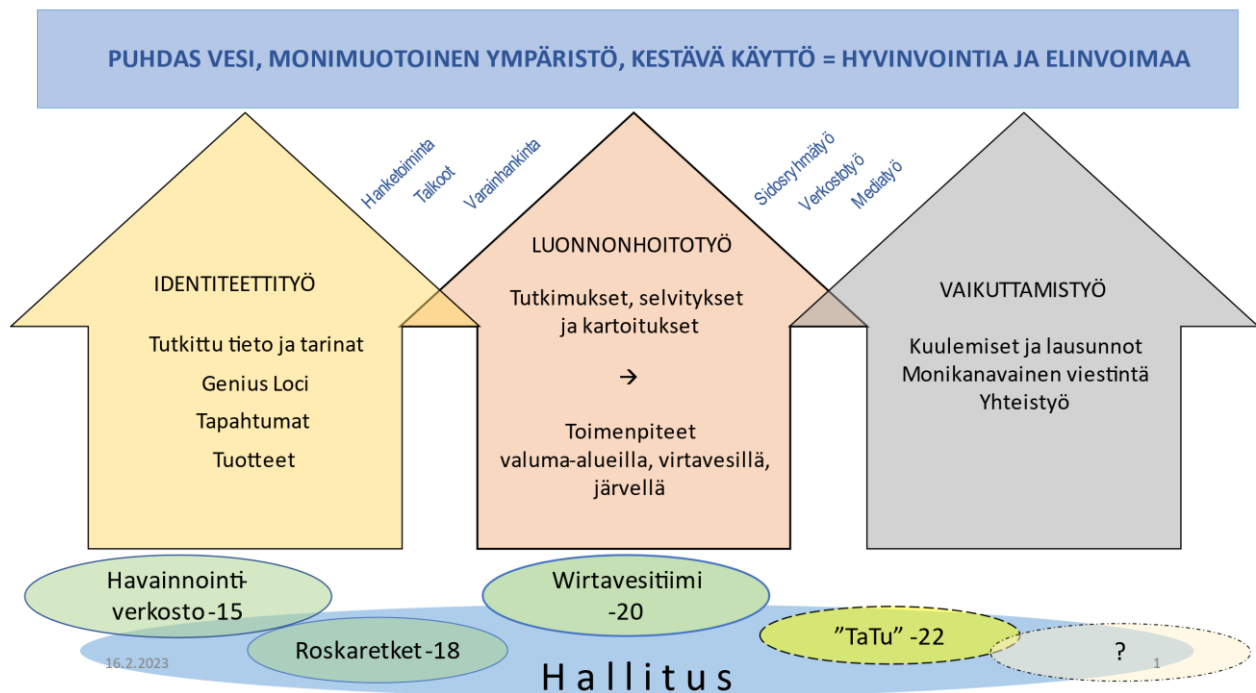 PUHDAS VESI, MONIMUOTOINEN YMPÄRISTÖ, KESTÄVÄ KÄYTTÖ = HYVINVOINTIA JA ELINVOIMAA
Hanketoiminta
Talkoot
Varainhankinta
Sidosryhmätyö
Verkostotyö
Mediatyö
IDENTITEETTITYÖ
Tutkittu tieto ja tarinat
Genius Loci
Tapahtumat
Tuotteet
LUONNONHOITOTYÖ
Tutkimukset, selvitykset
ja kartoitukset
→
Toimenpiteet
valuma-alueilla, virtavesillä,
järvellä
VAIKUTTAMISTYÖ
Kuulemiset ja lausunnot
Monikanavainen viestintä
Yhteistyö
Havainnointi-
verkosto -15
Roskaretket -18
Wirtavesitiimi
-20
”TaTu” -22
?
16.2.2023
Hallitus
1